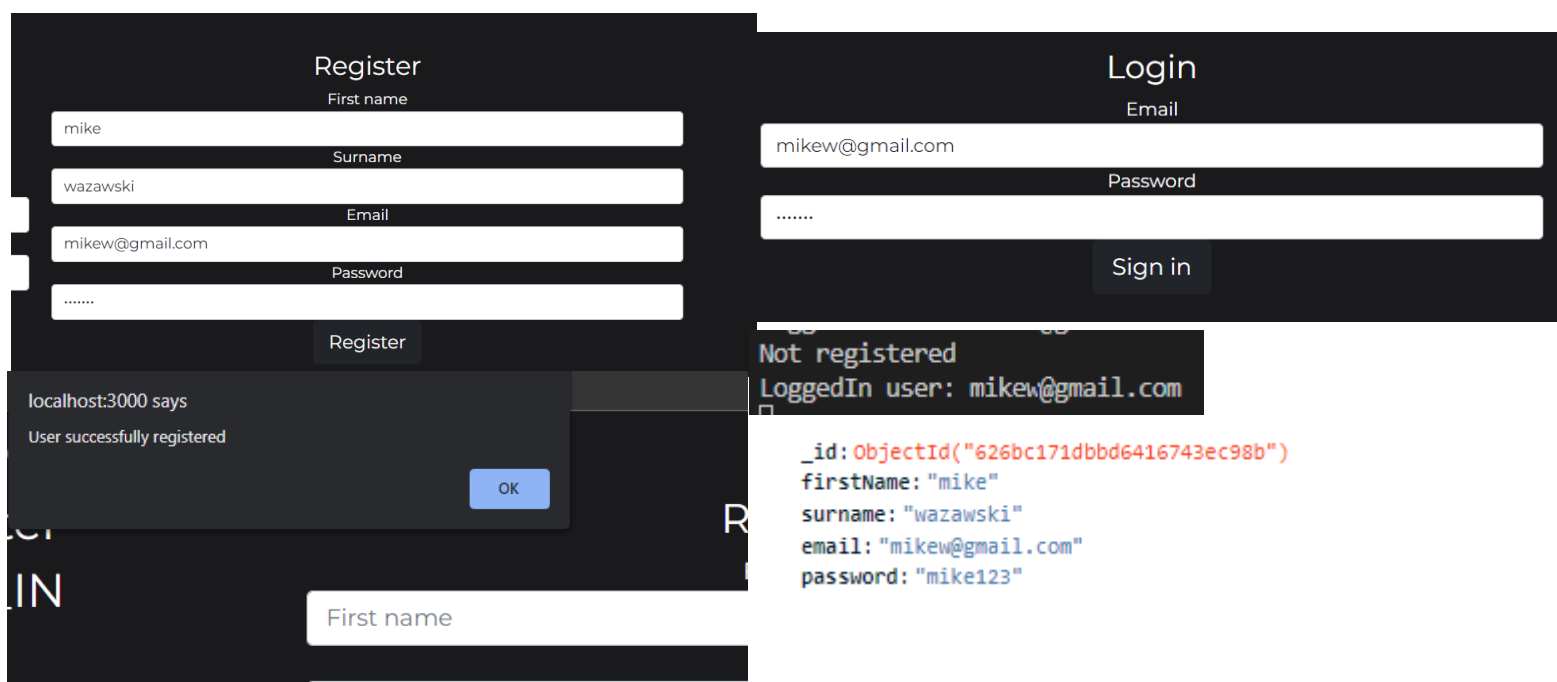 Register
First name
mike
Surname
wazawski
Email
mikew@gmail.com
Password
·······
Register
Login
Email
mikew@gmail.com
Password
·······
Sign in
localhost:3000 says
User successfully registered
OK
IN
R
First name
Not registered
LoggedIn user: mikew@gmail.com
_id: ObjectId("626bc171dbbd6416743ec98b")
firstName: "mike"
surname: "wazawski"
email: "mikew@gmail.com"
password: "mike123"